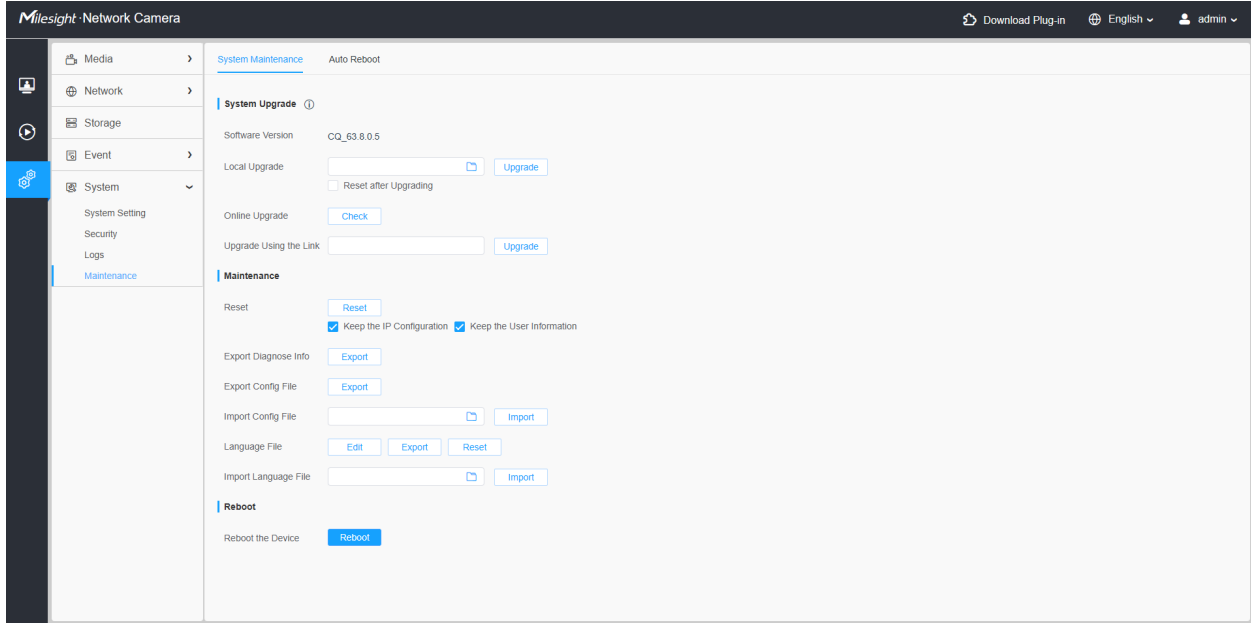 Milesight · Network Camera
Download Plug-in
English
admin
Media
Network
Storage
Event
System
System Setting
Security
Logs
Maintenance
System Maintenance Auto Reboot
System Upgrade
Software Version CQ_63.8.0.5
Local Upgrade Upgrade
Reset after Upgrading
Online Upgrade Check
Upgrade Using the Link Upgrade
Maintenance
Reset Reset
Keep the IP Configuration Keep the User Information
Export Diagnose Info Export
Export Config File Export
Import Config File Import
Language File Edit Export Reset
Import Language File Import
Reboot
Reboot the Device Reboot